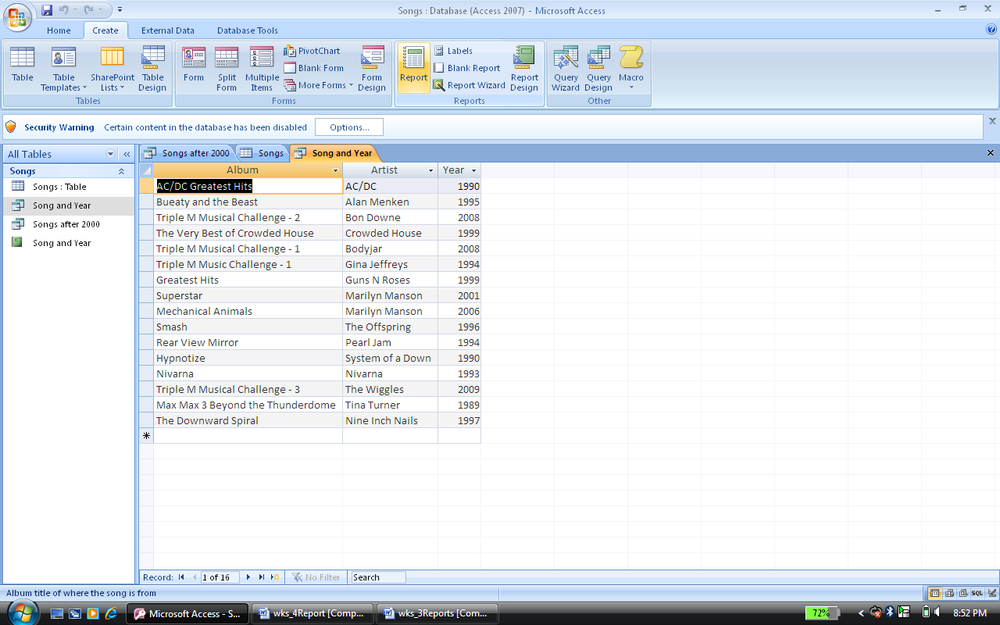 Songs : Database (Access 2007) - Microsoft Access
Home Create External Data Database Tools
Table
Table Templates
SharePoint Lists
Table Design
Tables
Form
Split Form
Multiple Items
PivotChart
Blank Form
More Forms
Form Design
Forms
Report
Labels
Blank Report
Report Wizard
Report Design
Reports
Query Wizard
Query Design
Macro
Other
Security Warning Certain content in the database has been disabled Options...
All Tables «
Songs
Songs : Table
Song and Year
Songs after 2000
Song and Year
Songs after 2000 Songs Song and Year
Album Artist Year
AC/DC Greatest Hits AC/DC 1990
Bueaty and the Beast Alan Menken 1995
Triple M Musical Challenge - 2 Bon Downe 2008
The Very Best of Crowded House Crowded House 1999
Triple M Musical Challenge - 1 Bodyjar 2008
Triple M Music Challenge - 1 Gina Jeffreys 1994
Greatest Hits Guns N Roses 1999
Superstar Marilyn Manson 2001
Mechanical Animals Marilyn Manson 2006
Smash The Offspring 1996
Rear View Mirror Pearl Jam 1994
Hypnotize System of a Down 1990
Nivarna Nivarna 1993
Triple M Musical Challenge - 3 The Wiggles 2009
Max Max 3 Beyond the Thunderdome Tina Turner 1989
The Downward Spiral Nine Inch Nails 1997
Record: 1 of 16 No Filter Search
Album title of where the song is from SQL
Microsoft Access - S... wks_4Report [Comp... wks_3Reports [Com... 72% 8:52 PM